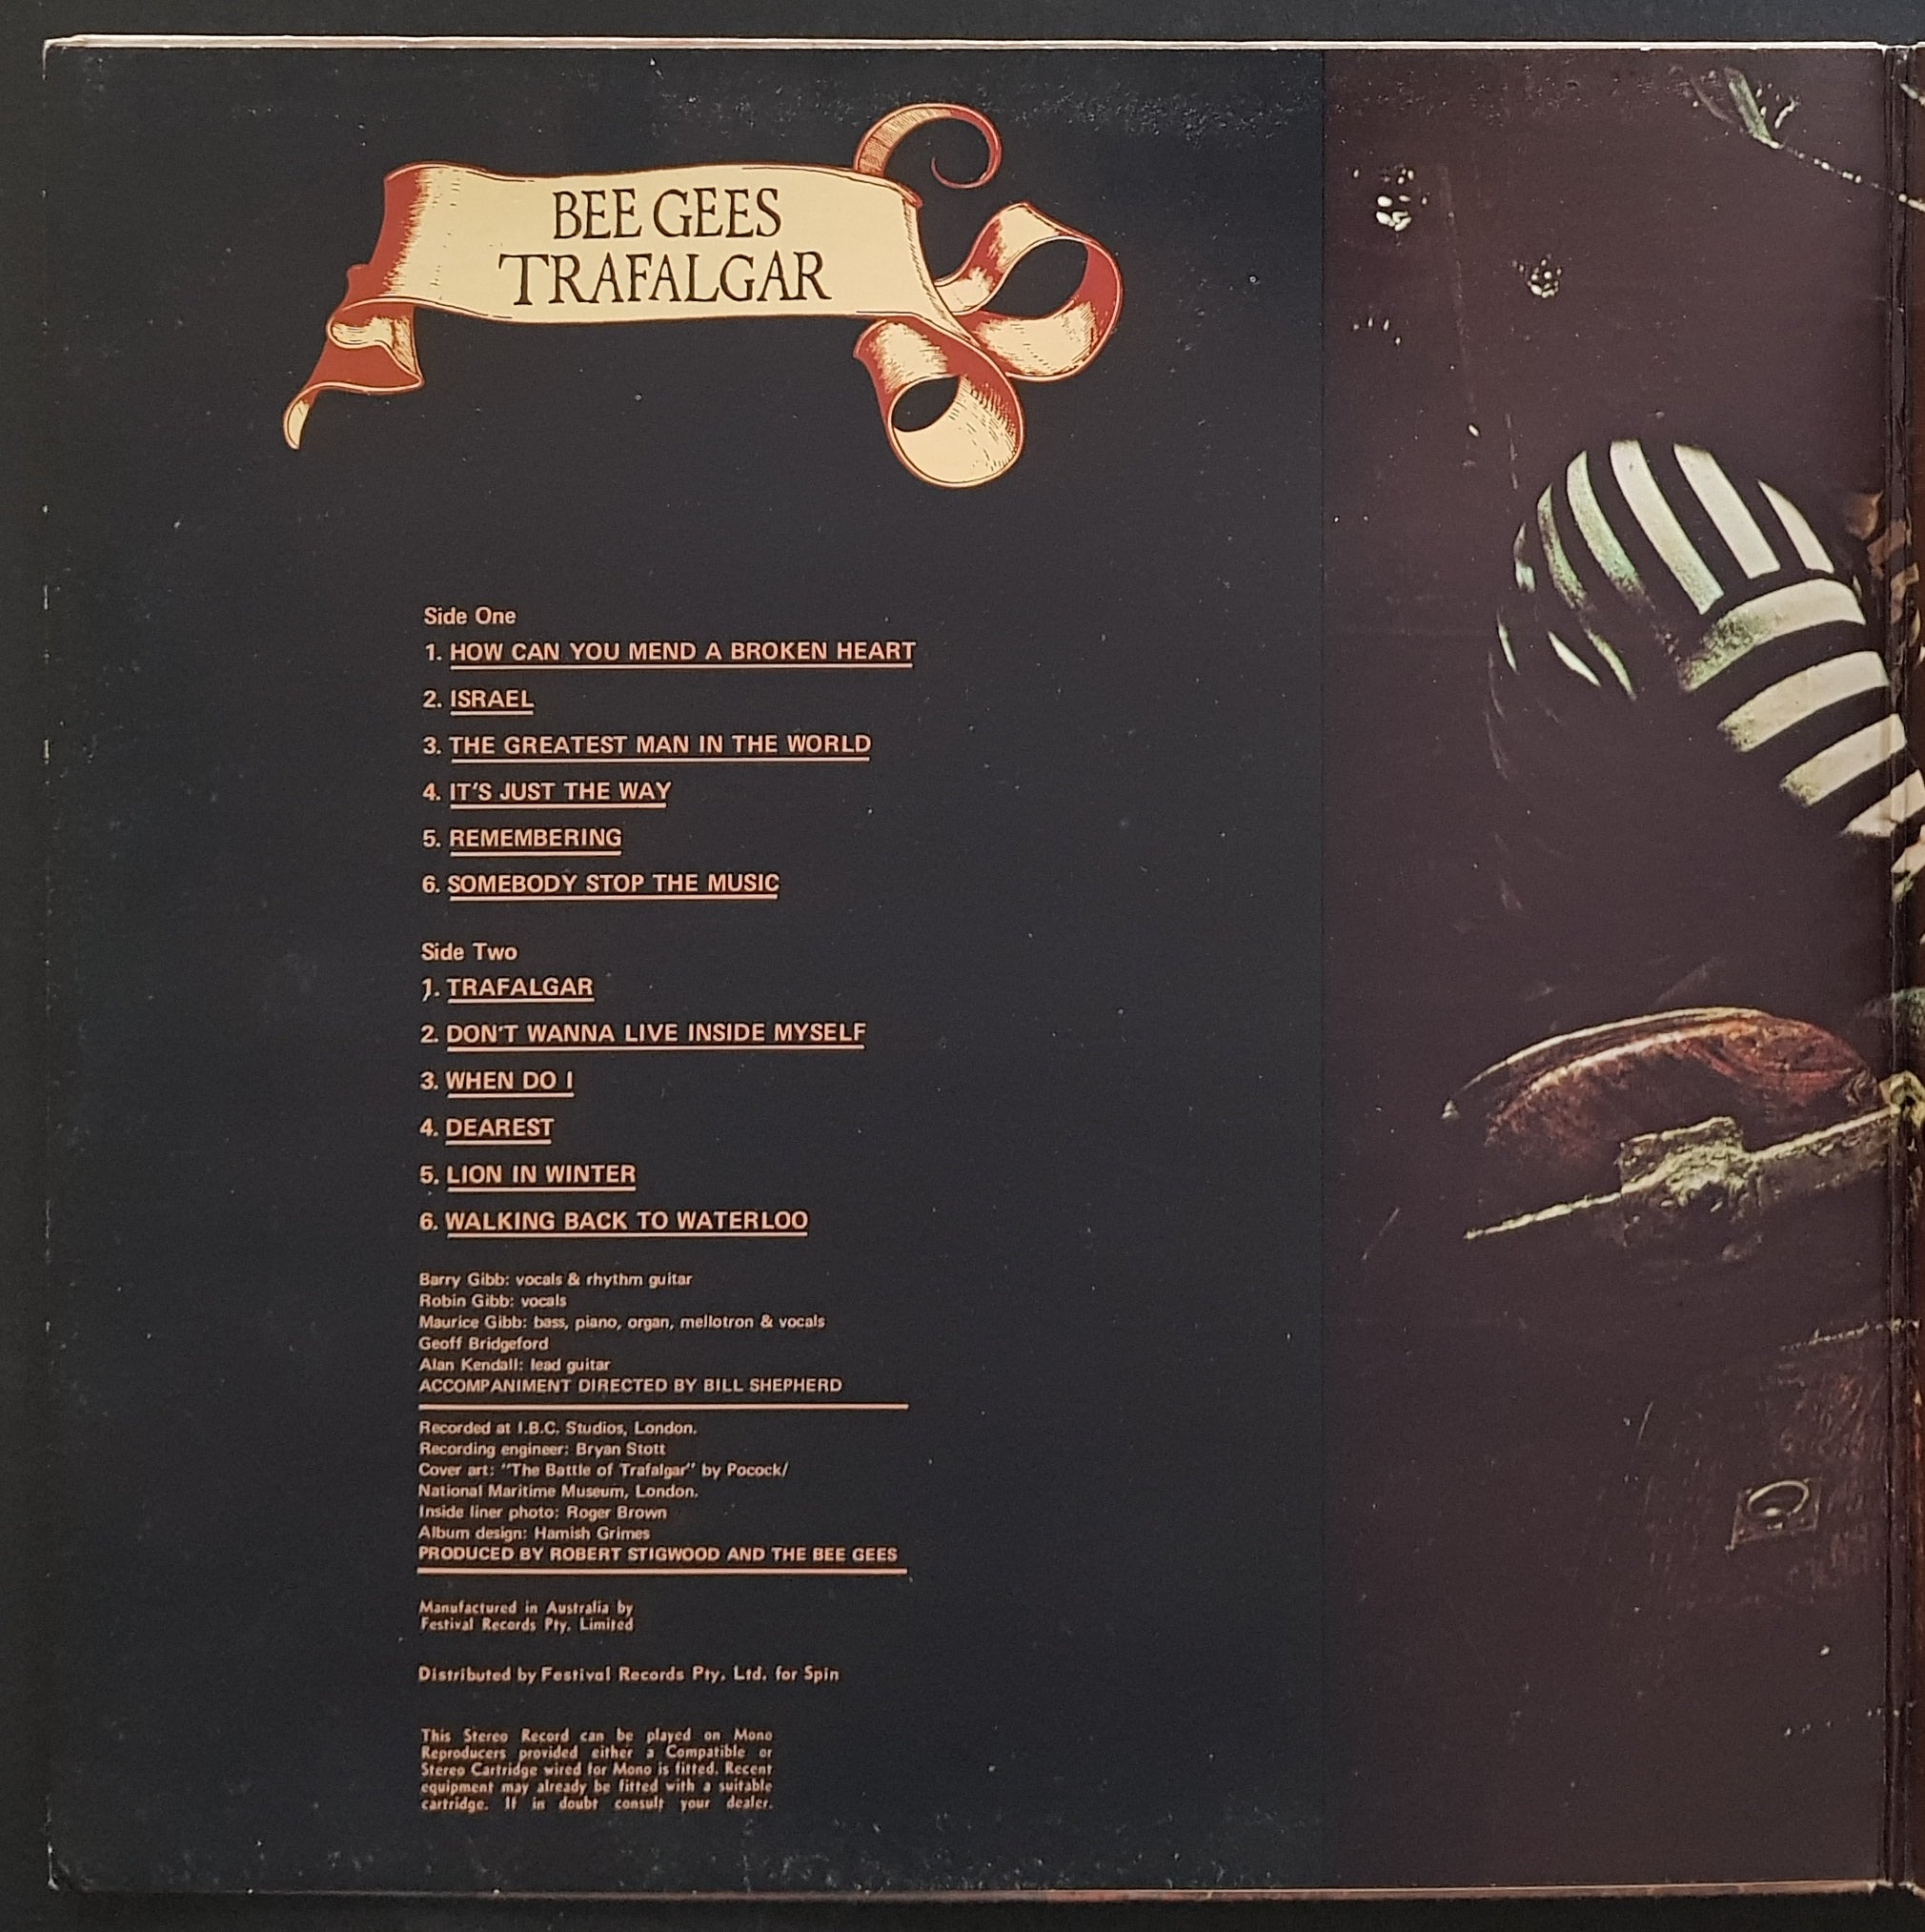 BEE GEES
TRAFALGAR
Side One
1. HOW CAN YOU MEND A BROKEN HEART
2. ISRAEL
3. THE GREATEST MAN IN THE WORLD
4. IT'S JUST THE WAY
5. REMEMBERING
6. SOMEBODY STOP THE MUSIC
Side Two
1. TRAFALGAR
2. DON'T WANNA LIVE INSIDE MYSELF
3. WHEN DO I
4. DEAREST
5. LION IN WINTER
6. WALKING BACK TO WATERLOO
Barry Gibb: vocals & rhythm guitar
Robin Gibb: vocals
Maurice Gibb: bass, piano, organ, mellotron & vocals
Geoff Bridgeford
Alan Kendall: lead guitar
ACCOMPANIMENT DIRECTED BY BILL SHEPHERD
Recorded at I.B.C. Studios, London.
Recording engineer: Bryan Stott
Cover art: "The Battle of Trafalgar" by Pocock/
National Maritime Museum, London.
Inside liner photo: Roger Brown
Album design: Hamish Grimes
PRODUCED BY ROBERT STIGWOOD AND THE BEE GEES
Manufactured in Australia by
Festival Records Pty. Limited
Distributed by Festival Records Pty. Ltd. for Spin
This Stereo Record can be played on Mono
Reproducers provided either a Compatible or
Stereo Cartridge wired for Mono is fitted. Recent
equipment may already be fitted with a suitable
cartridge. If in doubt consult your dealer.